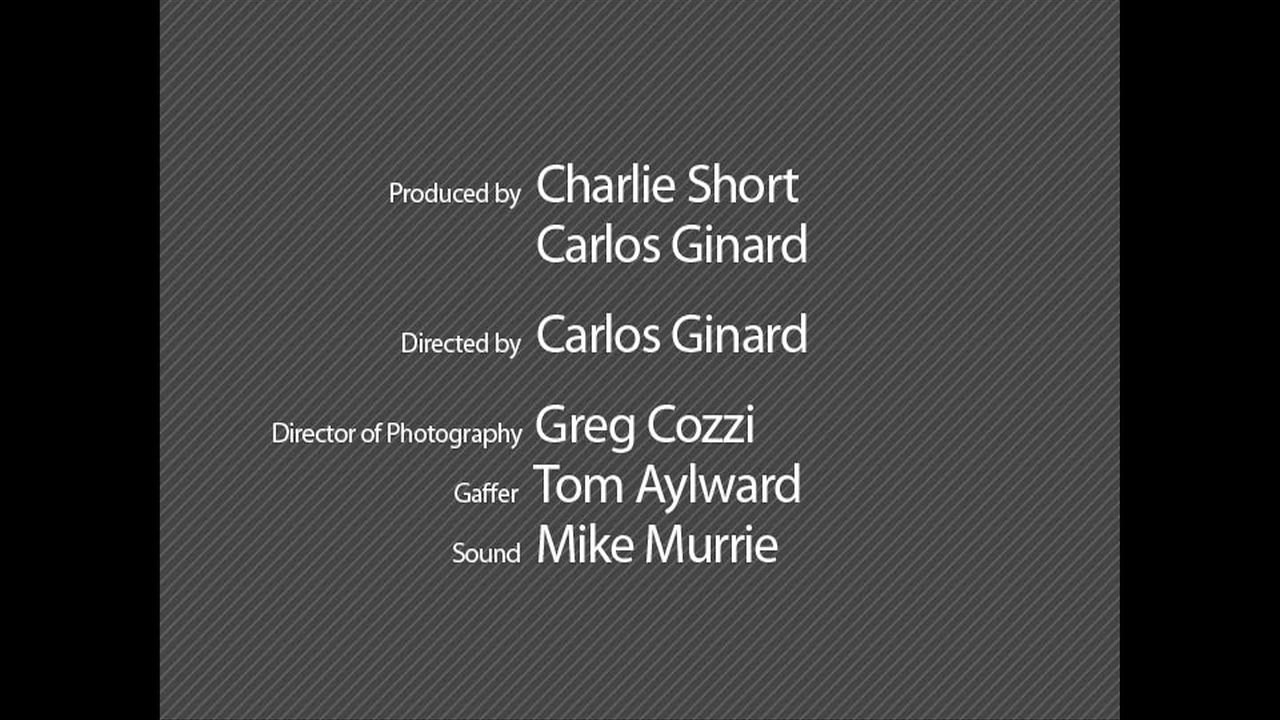 Produced by Charlie Short
Carlos Ginard
Directed by Carlos Ginard
Director of Photography Greg Cozzi
Gaffer Tom Aylward
Sound Mike Murrie